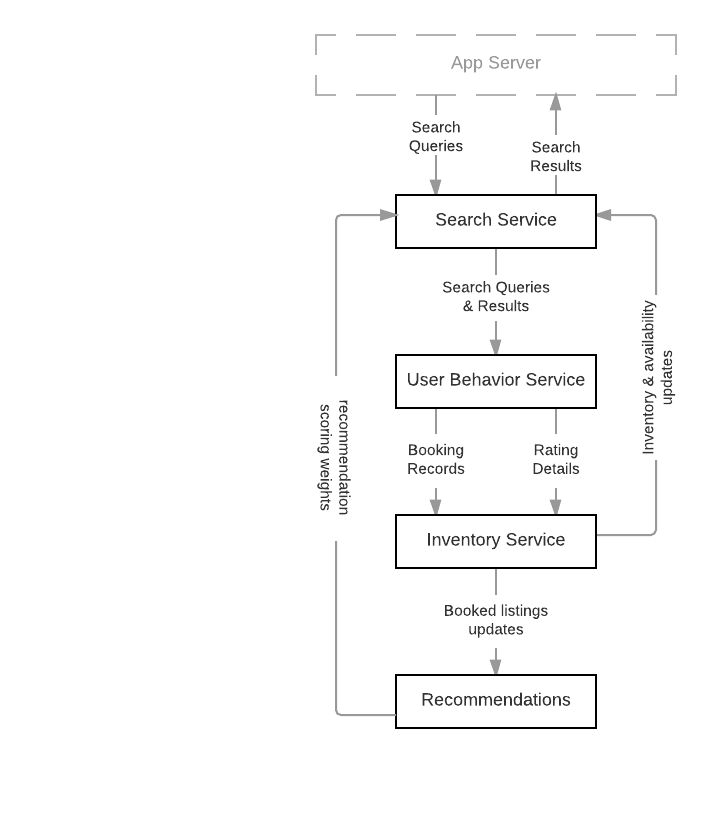 App Server
Search
Queries
Search
Results
Search Service
Search Queries
& Results
Inventory & availability
updates
User Behavior Service
recommendation
scoring weights
Booking
Records
Rating
Details
Inventory Service
Booked listings
updates
Recommendations